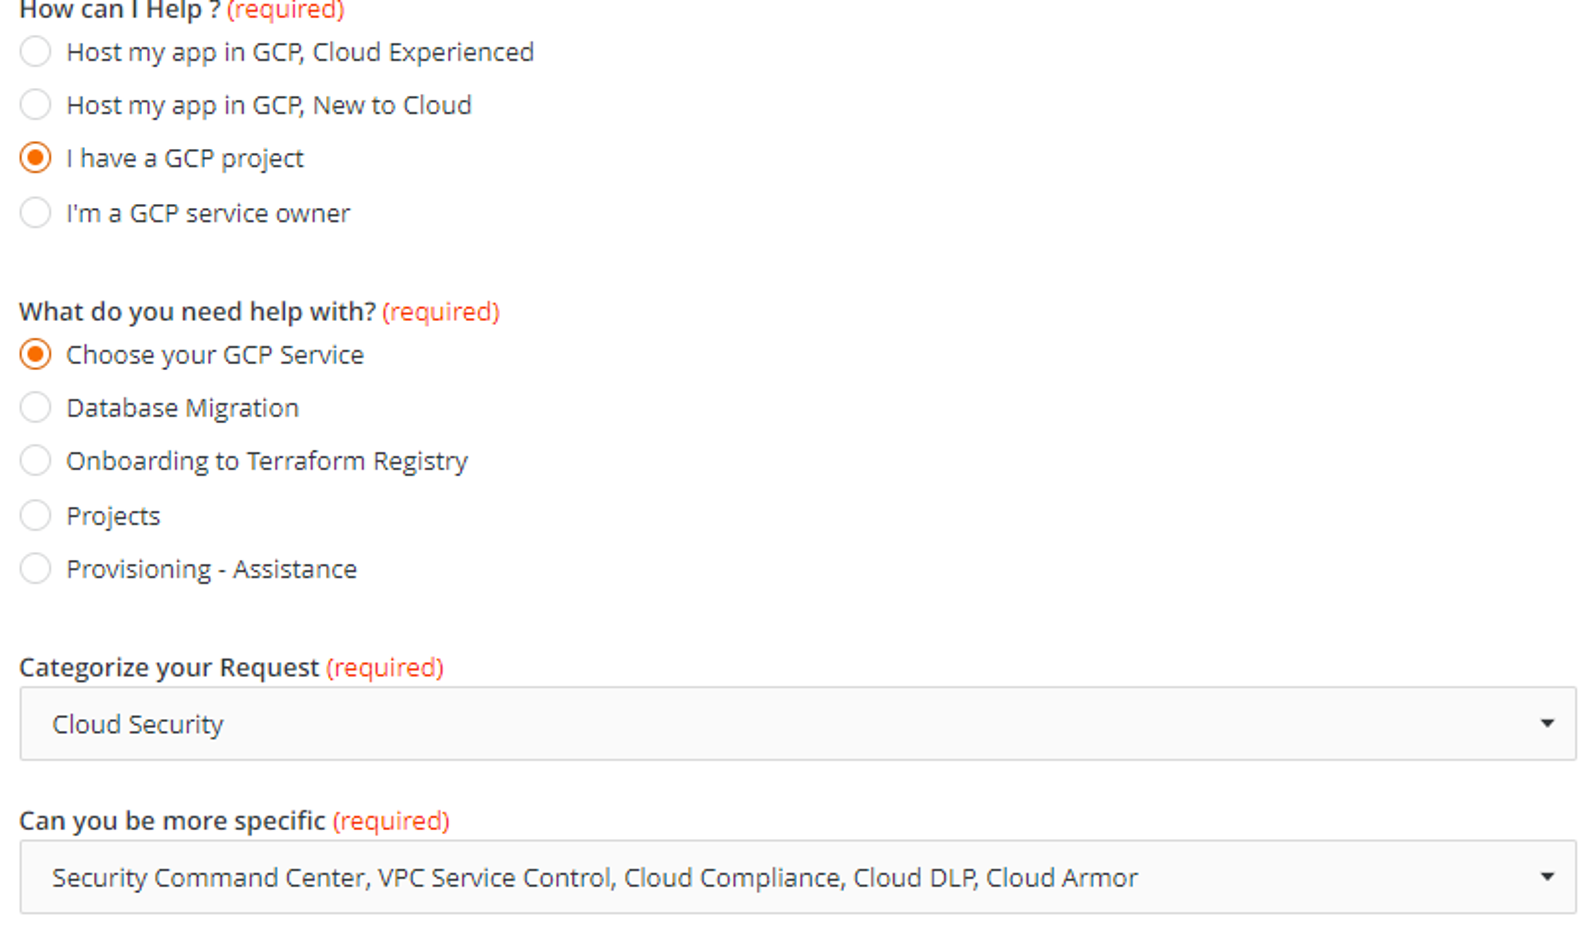 How can I Help ? (required)
Host my app in GCP, Cloud Experienced
Host my app in GCP, New to Cloud
I have a GCP project
I'm a GCP service owner
What do you need help with? (required)
Choose your GCP Service
Database Migration
Onboarding to Terraform Registry
Projects
Provisioning - Assistance
Categorize your Request (required)
Cloud Security
Can you be more specific (required)
Security Command Center, VPC Service Control, Cloud Compliance, Cloud DLP, Cloud Armor